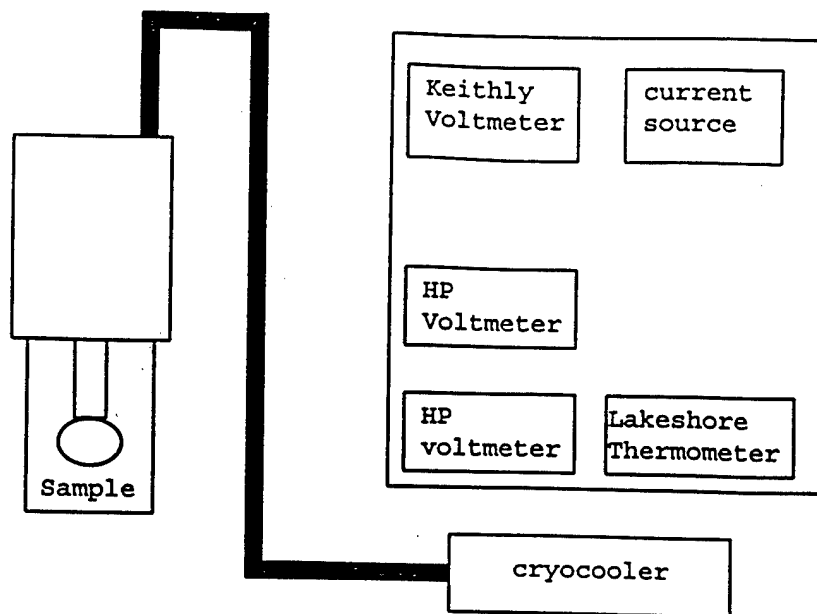 Keithly
Voltmeter
current
source
HP
Voltmeter
HP
voltmeter
Lakeshore
Thermometer
Sample
cryocooler